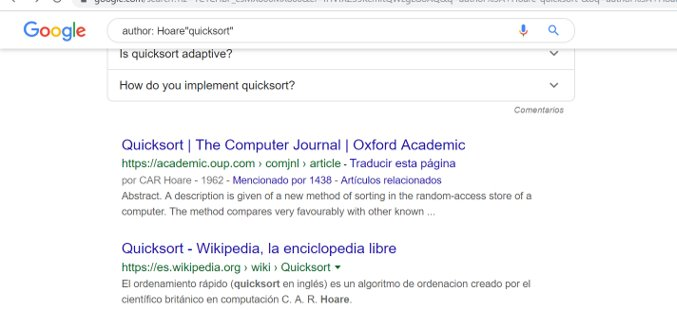 Google
author: Hoare"quicksort"
Is quicksort adaptive?
How do you implement quicksort?
Comentarios
Quicksort | The Computer Journal | Oxford Academic
https://academic.oup.com › comjnl › article - Traducir esta página
por CAR Hoare - 1962 - Mencionado por 1438 - Artículos relacionados
Abstract. A description is given of a new method of sorting in the random-access store of a
computer. The method compares very favourably with other known ...
Quicksort - Wikipedia, la enciclopedia libre
https://es.wikipedia.org › wiki › Quicksort
El ordenamiento rápido (quicksort en inglés) es un algoritmo de ordenacion creado por el
científico británico en computación C. A. R. Hoare.